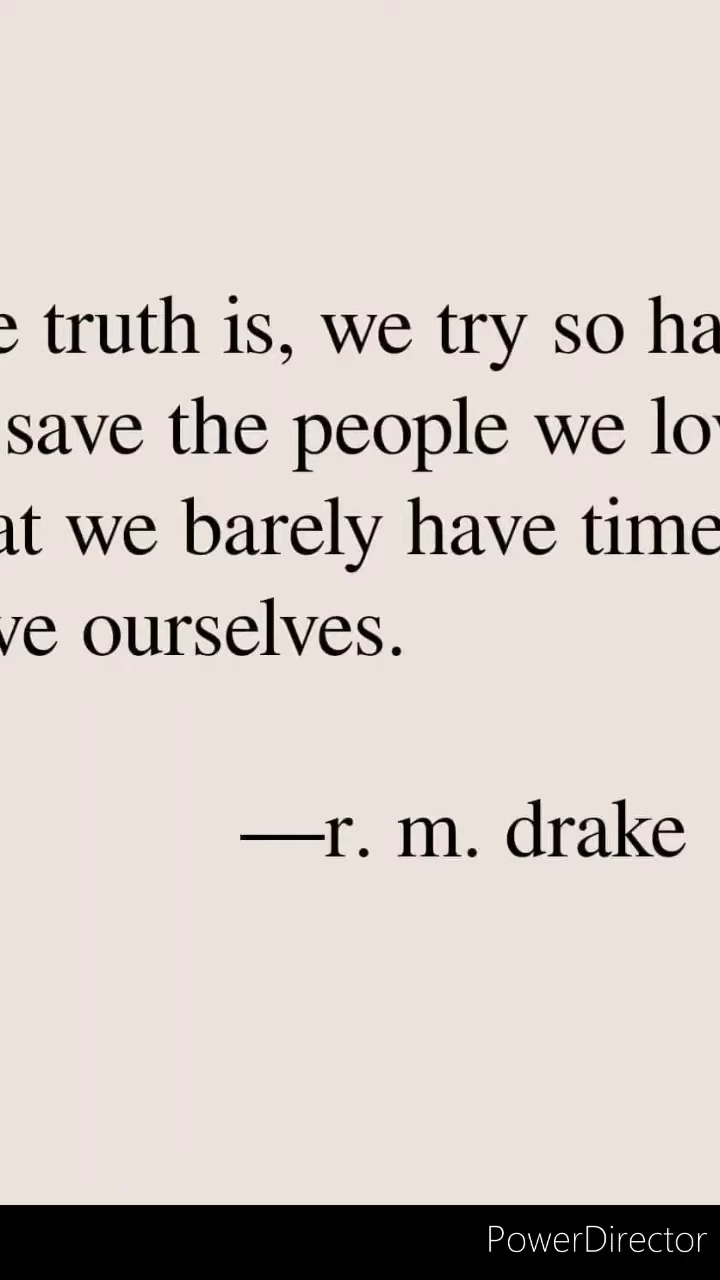 e truth is, we try so ha
save the people we lov
at we barely have time
ve ourselves.
—r. m. drake
PowerDirector